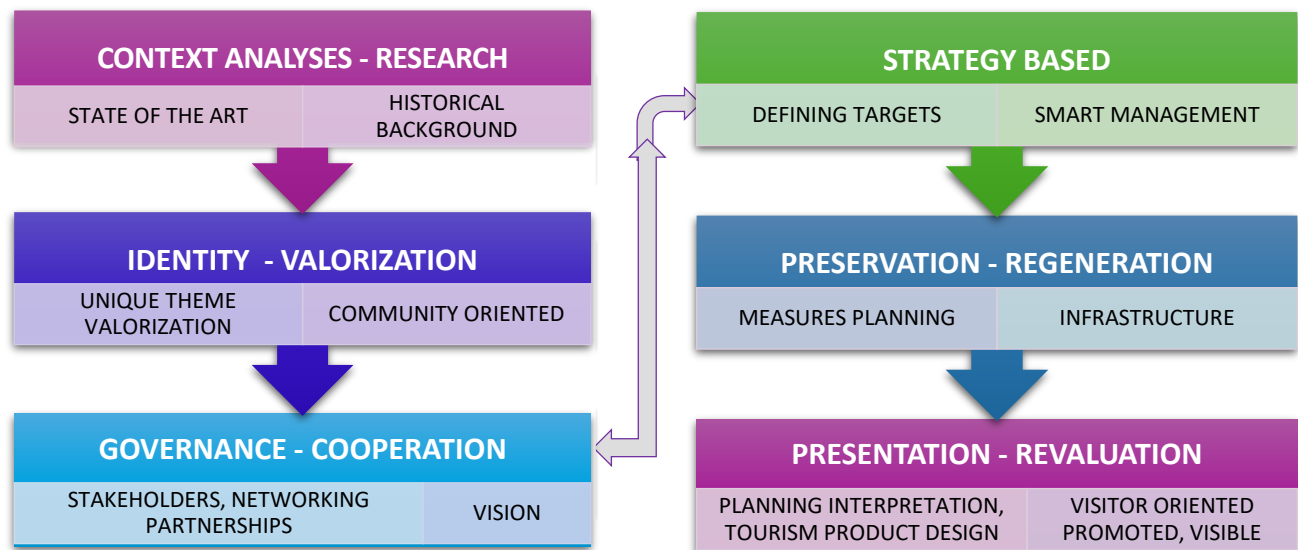 CONTEXT ANALYSES - RESEARCH
STATE OF THE ART
HISTORICAL
BACKGROUND
IDENTITY - VALORIZATION
UNIQUE THEME
VALORIZATION
COMMUNITY ORIENTED
GOVERNANCE - COOPERATION
STAKEHOLDERS, NETWORKING
PARTNERSHIPS
VISION
STRATEGY BASED
DEFINING TARGETS
SMART MANAGEMENT
PRESERVATION - REGENERATION
MEASURES PLANNING
INFRASTRUCTURE
PRESENTATION - REVALUATION
PLANNING INTERPRETATION,
TOURISM PRODUCT DESIGN
VISITOR ORIENTED
PROMOTED, VISIBLE